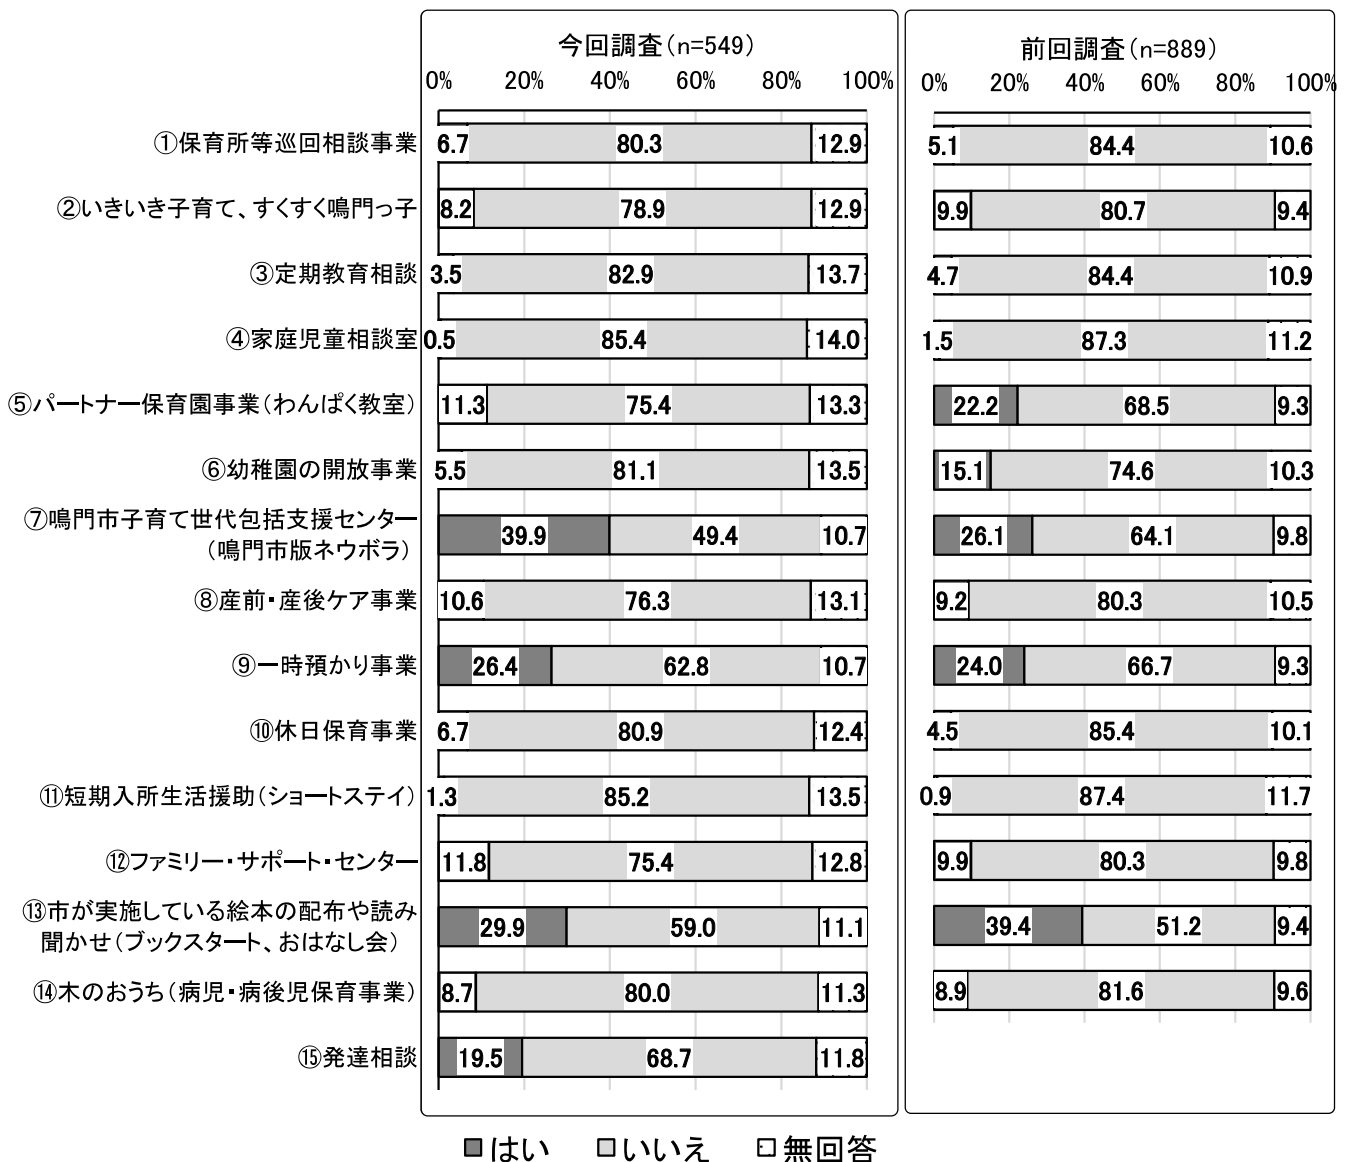 今回調査(n=549)
前回調査(n=889)
0% 20% 40% 60% 80% 100%
0% 20% 40% 60% 80% 100%
①保育所等巡回相談事業 6.7 80.3 12.9 5.1 84.4 10.6
②いきいき子育て、すくすく鳴門っ子 8.2 78.9 12.9 9.9 80.7 9.4
③定期教育相談 3.5 82.9 13.7 4.7 84.4 10.9
④家庭児童相談室 0.5 85.4 14.0 1.5 87.3 11.2
⑤パートナー保育園事業(わんぱく教室) 11.3 75.4 13.3 22.2 68.5 9.3
⑥幼稚園の開放事業 5.5 81.1 13.5 15.1 74.6 10.3
⑦鳴門市子育て世代包括支援センター
(鳴門市版ネウボラ) 39.9 49.4 10.7 26.1 64.1 9.8
⑧産前・産後ケア事業 10.6 76.3 13.1 9.2 80.3 10.5
⑨一時預かり事業 26.4 62.8 10.7 24.0 66.7 9.3
⑩休日保育事業 6.7 80.9 12.4 4.5 85.4 10.1
⑪短期入所生活援助(ショートステイ) 1.3 85.2 13.5 0.9 87.4 11.7
⑫ファミリー・サポート・センター 11.8 75.4 12.8 9.9 80.3 9.8
⑬市が実施している絵本の配布や読み
聞かせ(ブックスタート、おはなし会) 29.9 59.0 11.1 39.4 51.2 9.4
⑭木のおうち(病児・病後児保育事業) 8.7 80.0 11.3 8.9 81.6 9.6
⑮発達相談 19.5 68.7 11.8
はい いいえ 無回答